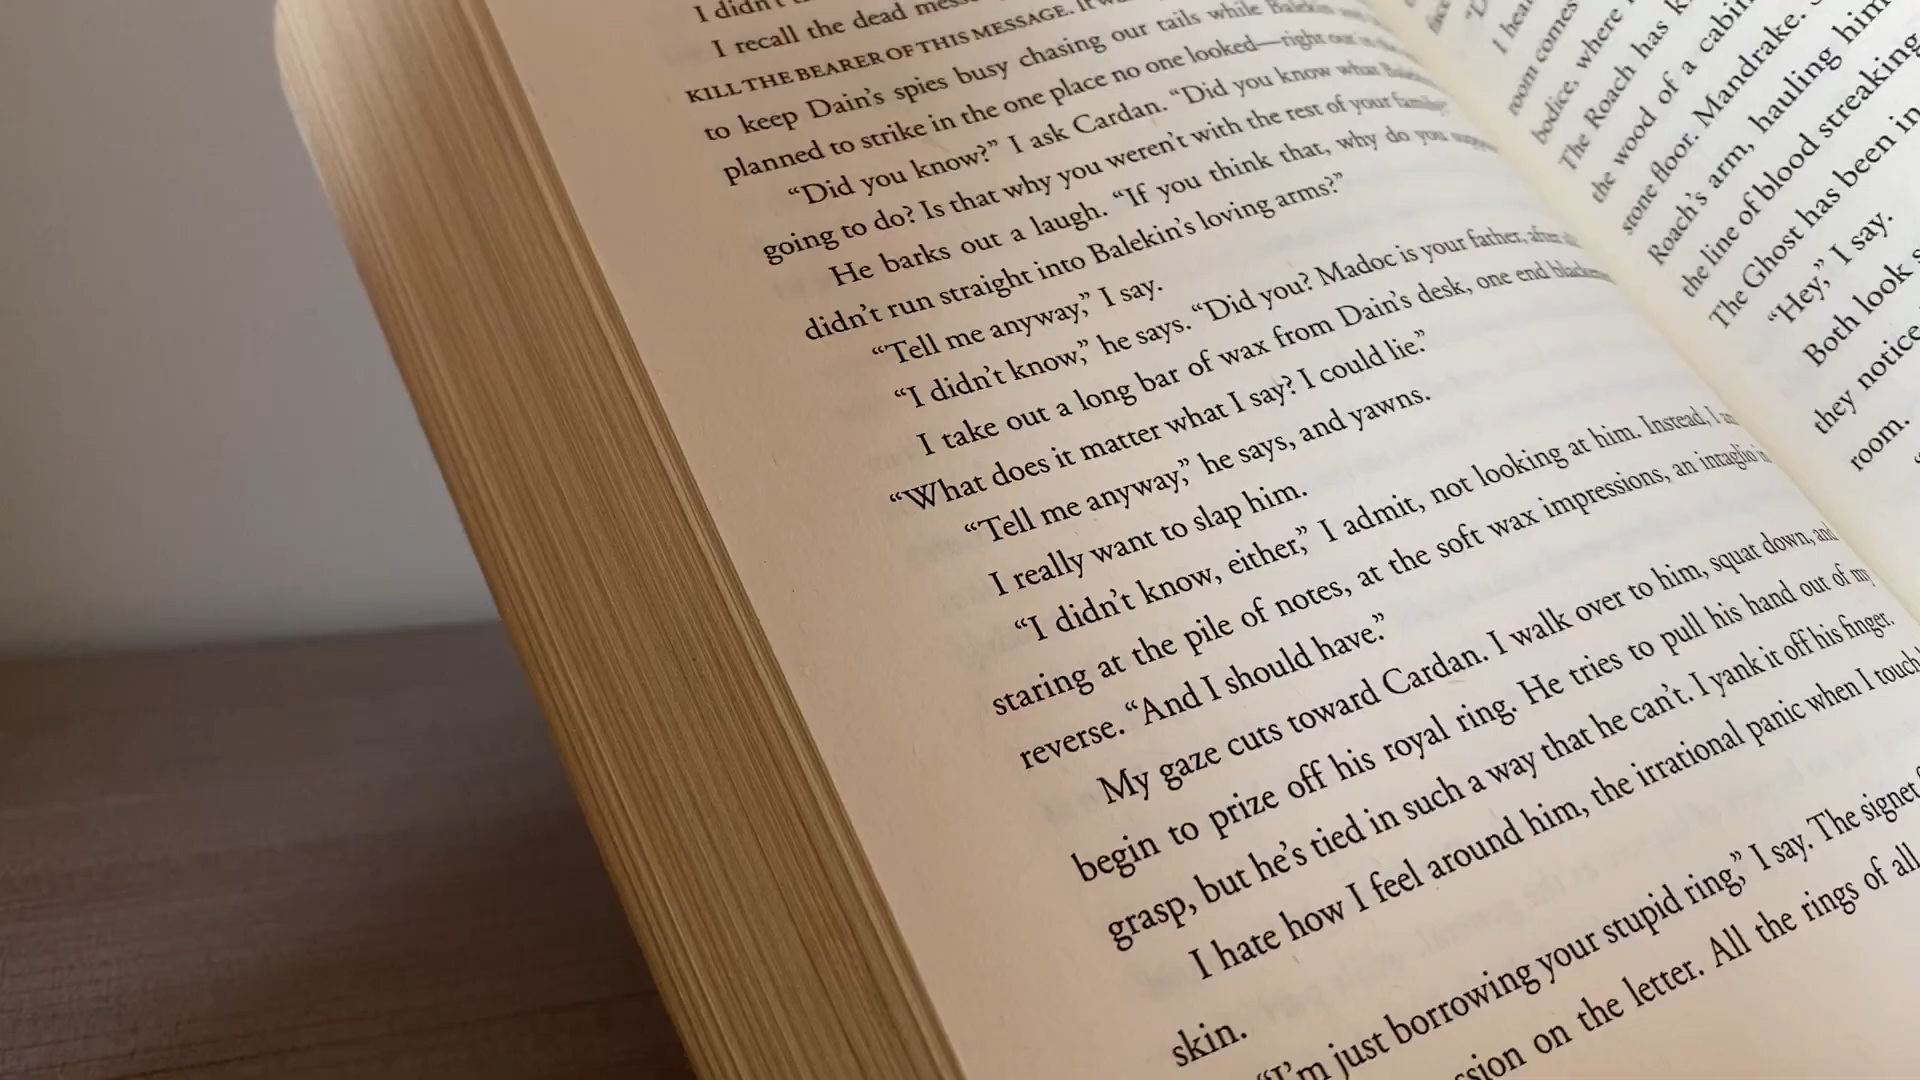 I didn't
I recall the dead
KILL THE BEARER OF THIS MESSAGE. It
to keep Dain's spies busy chasing our tails while Balekin
planned to strike in the one place no one looked—right out in
“Did you know?” I ask Cardan. “Did you know what
going to do? Is that why you weren't with the rest of your family?
He barks out a laugh. “If you think that, why do you suppose
didn't run straight into Balekin's loving arms?”
“Tell me anyway,” I say.
“I didn't know,” he says. “Did you? Madoc is your father, after all
I take out a long bar of wax from Dain's desk, one end blackened
“What does it matter what I say? I could lie.”
“Tell me anyway,” he says, and yawns.
I really want to slap him.
“I didn't know, either,” I admit, not looking at him. Instead, I
staring at the pile of notes, at the soft wax impressions, an intaglio in
reverse. “And I should have.”
My gaze cuts toward Cardan. I walk over to him, squat down, and
begin to prize off his royal ring. He tries to pull his hand out of my
grasp, but he's tied in such a way that he can't. I yank it off his finger.
I hate how I feel around him, the irrational panic when I touch
skin.
“I'm just borrowing your stupid ring,” I say. The signet
on the letter. All the rings of all
I
room comes
bodice, where
The Roach has
the wood of a
stone floor. Mandrake.
Roach's arm, hauling him
the line of blood streaking
The Ghost has been in
“Hey,” I say.
Both look
they notice
room.